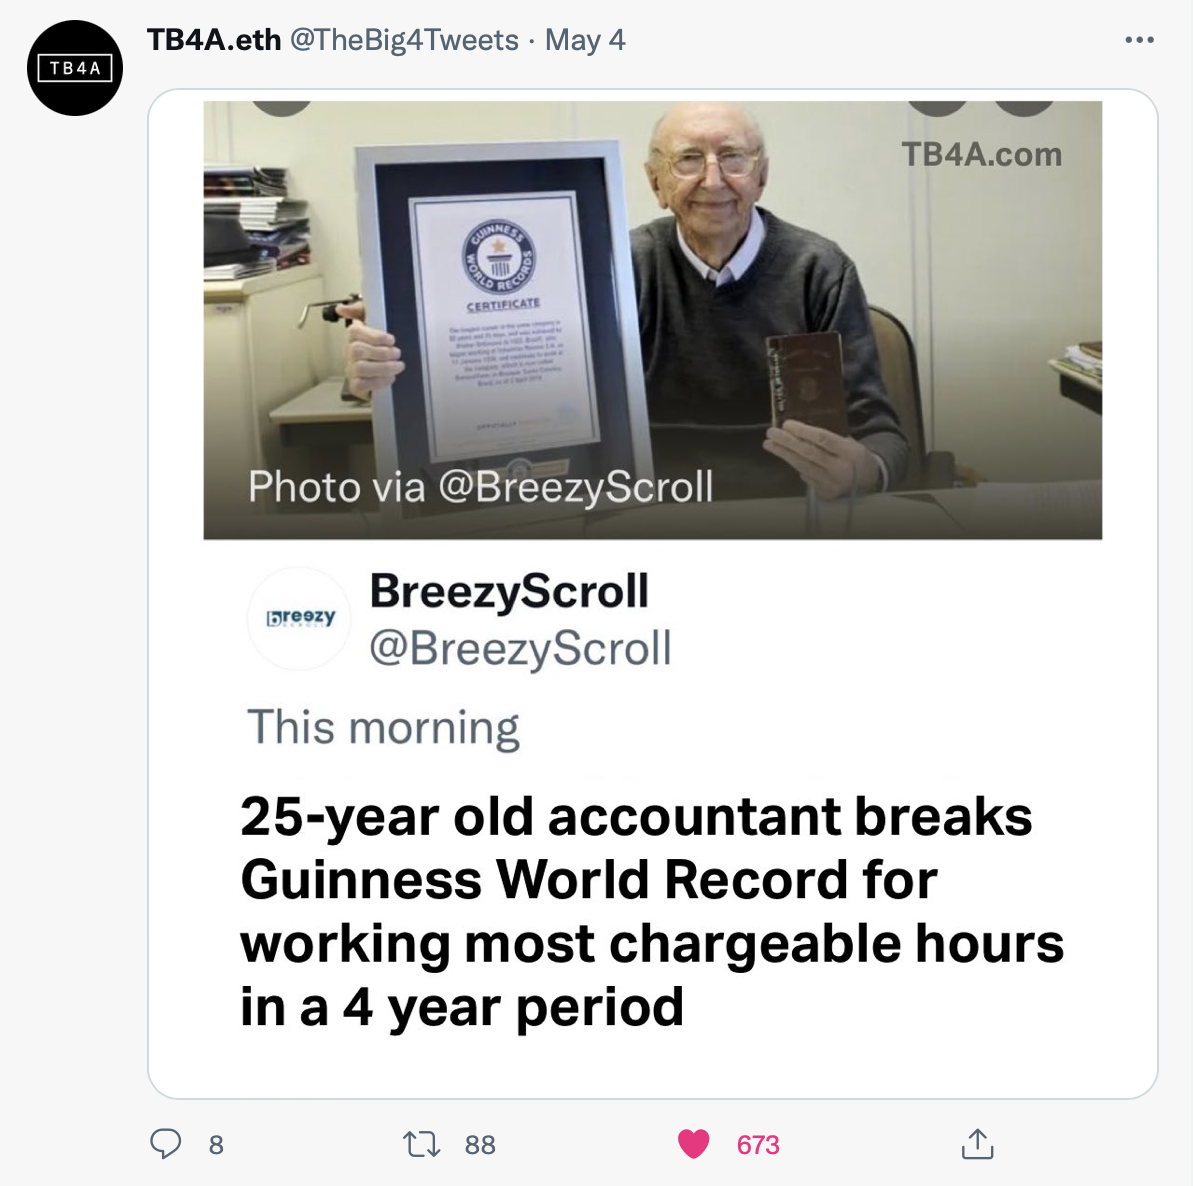 TB4A
TB4A.eth @TheBig4Tweets · May 4
TB4A.com
GUINNESS
WORLD RECORDS
CERTIFICATE
OFFICIALLY
Photo via @BreezyScroll
breezy
SCROLL
BreezyScroll
@BreezyScroll
This morning
25-year old accountant breaks
Guinness World Record for
working most chargeable hours
in a 4 year period
8 88 673